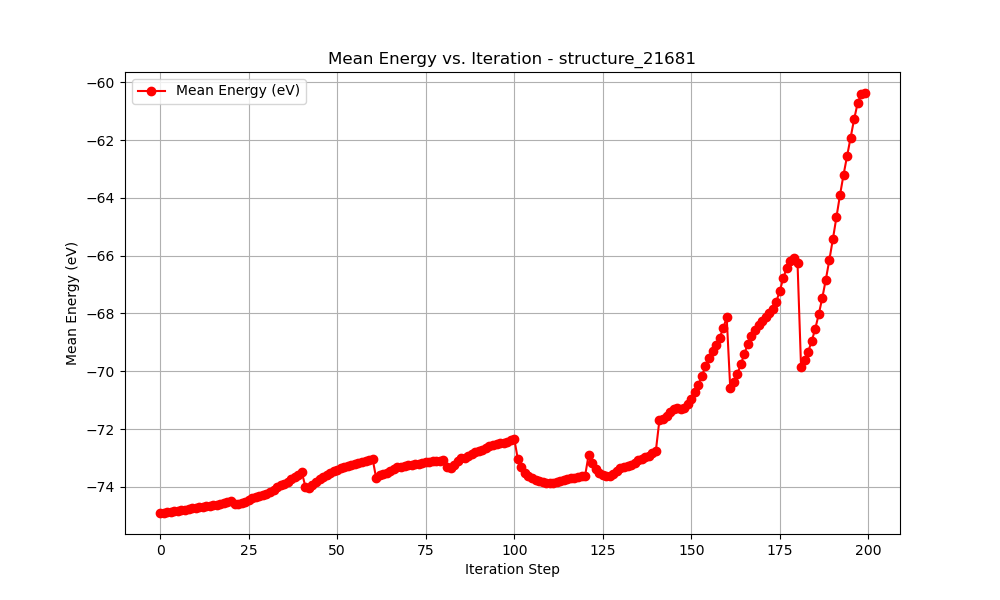 Mean Energy vs. Iteration - structure_21681
Mean Energy (eV)
Mean Energy (eV)
−60
−62
−64
−66
−68
−70
−72
−74
0 25 50 75 100 125 150 175 200
Iteration Step